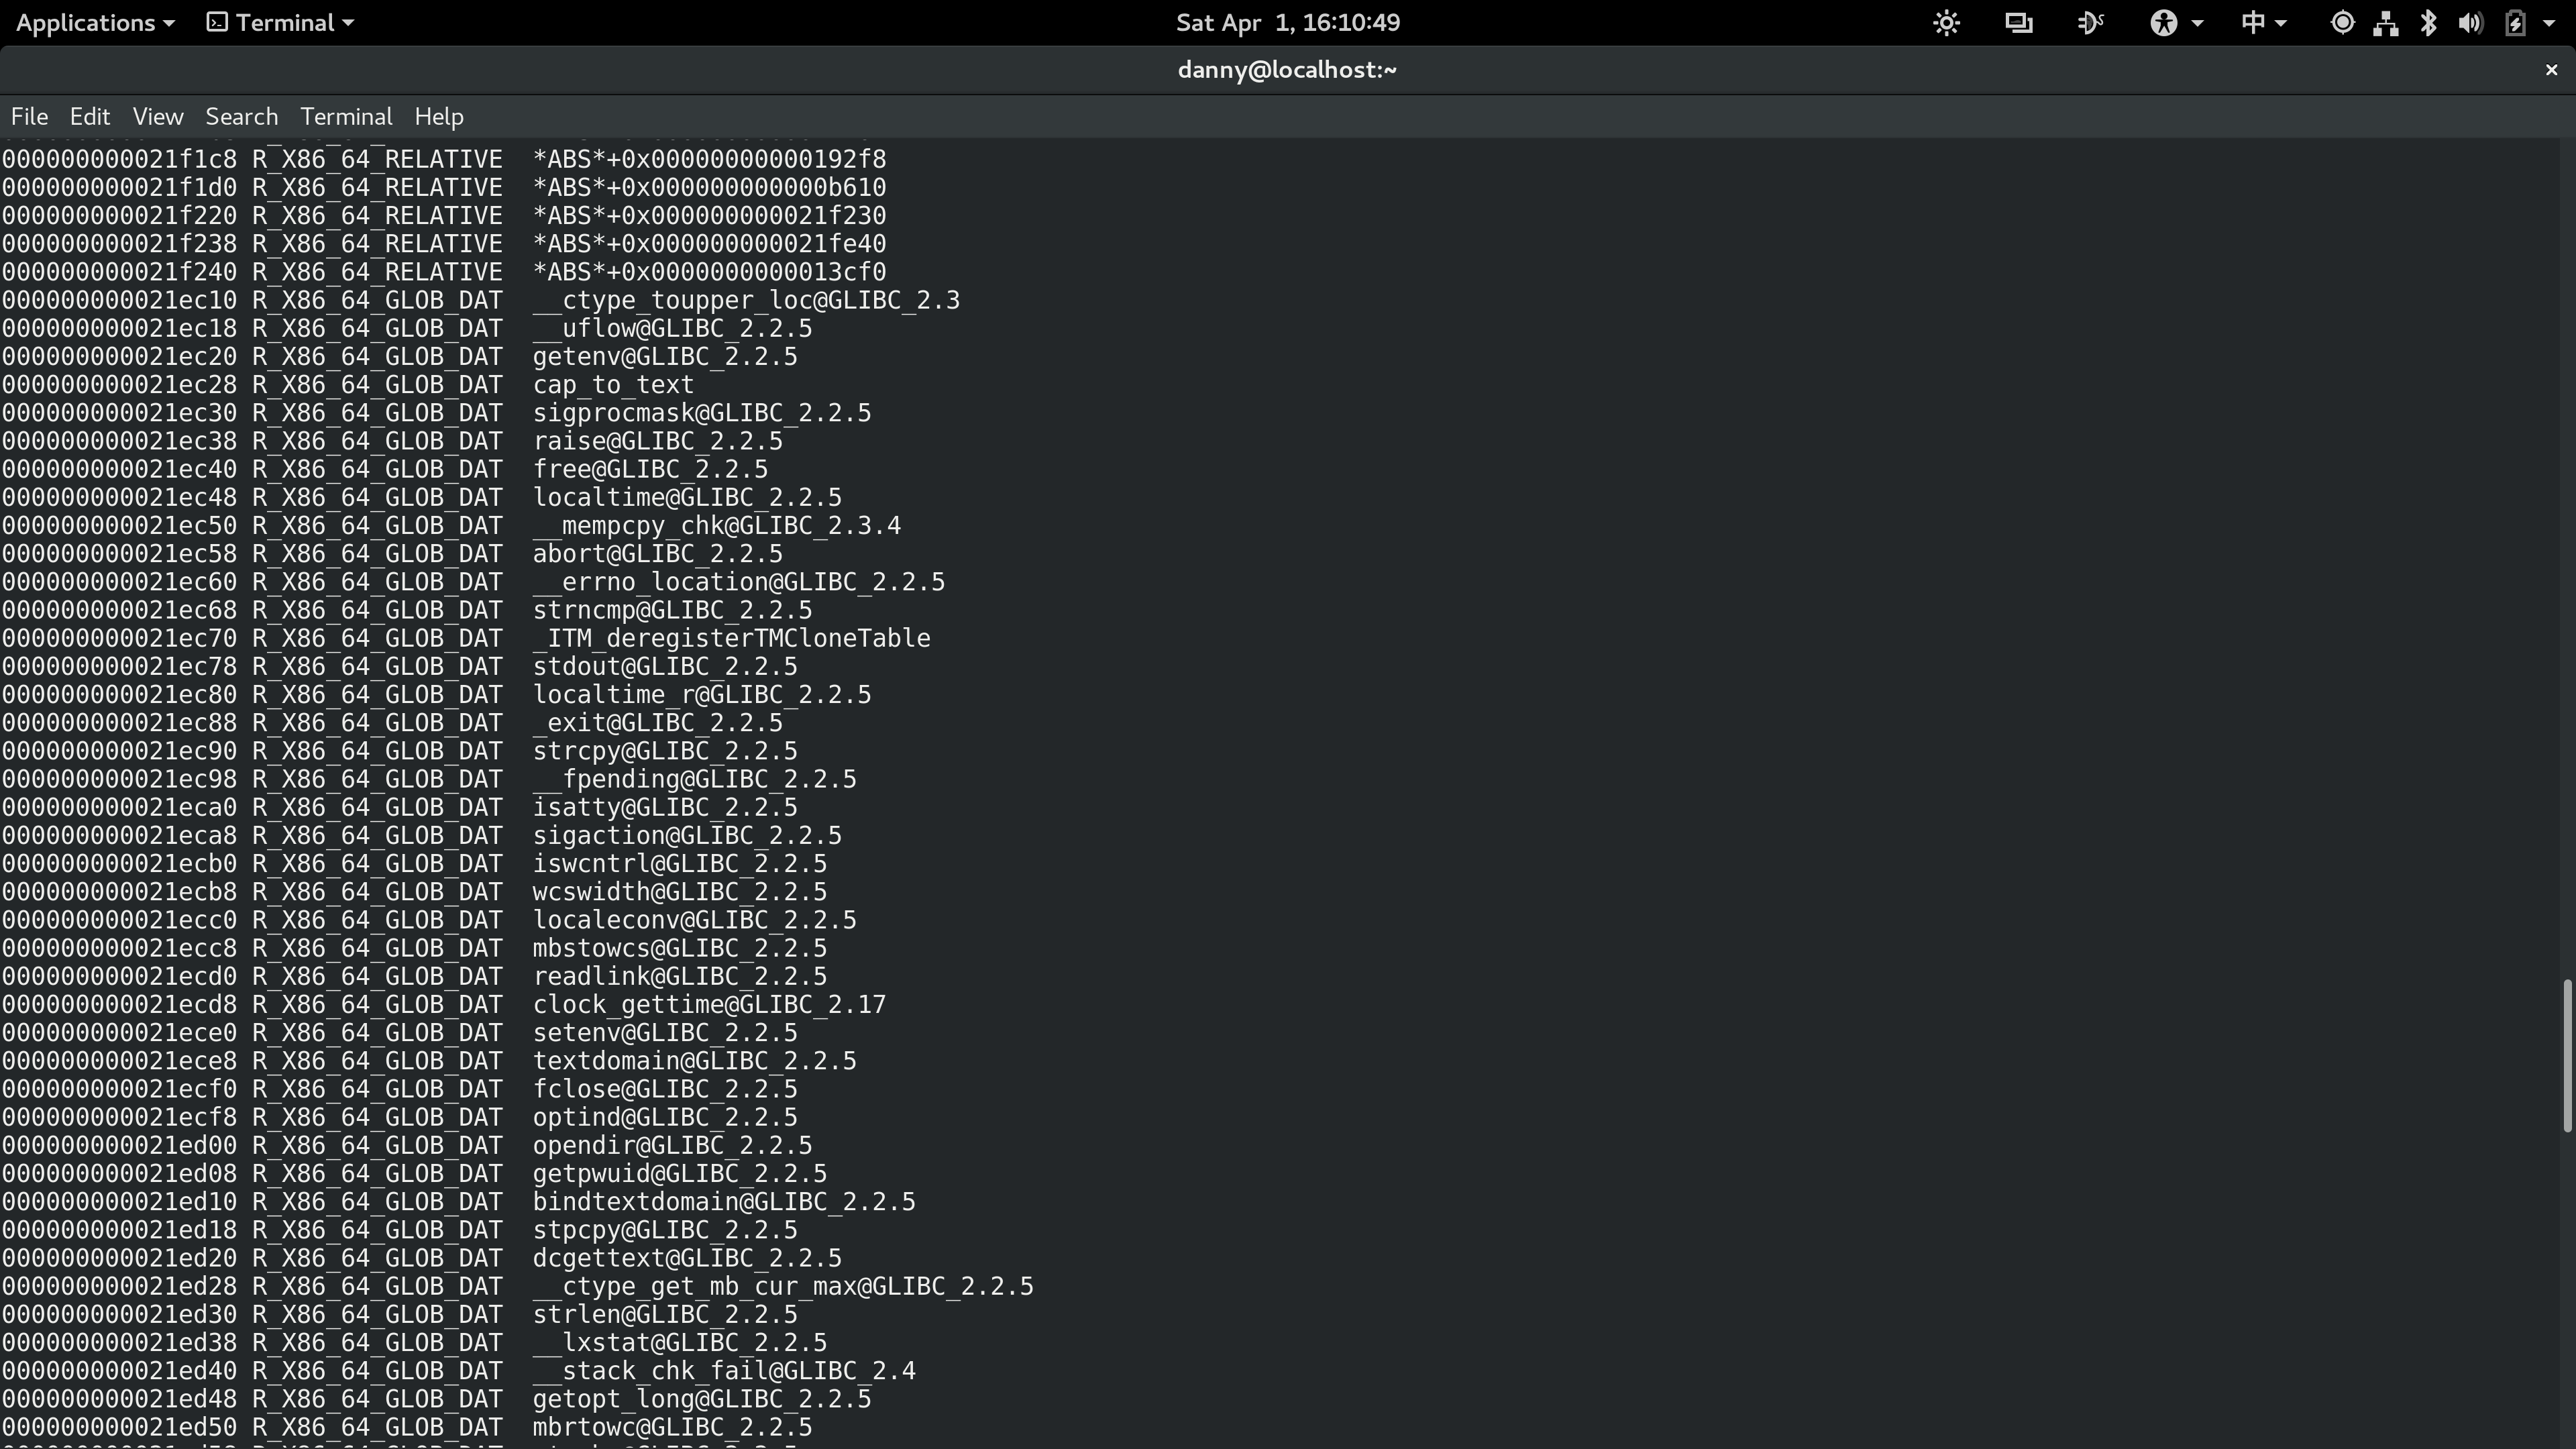 Applications Terminal Sat Apr 1, 16:10:49 中
danny@localhost:~ ×
File Edit View Search Terminal Help
000000000021f1c8 R_X86_64_RELATIVE  *ABS*+0x00000000000192f8
000000000021f1d0 R_X86_64_RELATIVE  *ABS*+0x000000000000b610
000000000021f220 R_X86_64_RELATIVE  *ABS*+0x000000000021f230
000000000021f238 R_X86_64_RELATIVE  *ABS*+0x000000000021fe40
000000000021f240 R_X86_64_RELATIVE  *ABS*+0x0000000000013cf0
000000000021ec10 R_X86_64_GLOB_DAT  __ctype_toupper_loc@GLIBC_2.3
000000000021ec18 R_X86_64_GLOB_DAT  __uflow@GLIBC_2.2.5
000000000021ec20 R_X86_64_GLOB_DAT  getenv@GLIBC_2.2.5
000000000021ec28 R_X86_64_GLOB_DAT  cap_to_text
000000000021ec30 R_X86_64_GLOB_DAT  sigprocmask@GLIBC_2.2.5
000000000021ec38 R_X86_64_GLOB_DAT  raise@GLIBC_2.2.5
000000000021ec40 R_X86_64_GLOB_DAT  free@GLIBC_2.2.5
000000000021ec48 R_X86_64_GLOB_DAT  localtime@GLIBC_2.2.5
000000000021ec50 R_X86_64_GLOB_DAT  __mempcpy_chk@GLIBC_2.3.4
000000000021ec58 R_X86_64_GLOB_DAT  abort@GLIBC_2.2.5
000000000021ec60 R_X86_64_GLOB_DAT  __errno_location@GLIBC_2.2.5
000000000021ec68 R_X86_64_GLOB_DAT  strncmp@GLIBC_2.2.5
000000000021ec70 R_X86_64_GLOB_DAT  _ITM_deregisterTMCloneTable
000000000021ec78 R_X86_64_GLOB_DAT  stdout@GLIBC_2.2.5
000000000021ec80 R_X86_64_GLOB_DAT  localtime_r@GLIBC_2.2.5
000000000021ec88 R_X86_64_GLOB_DAT  _exit@GLIBC_2.2.5
000000000021ec90 R_X86_64_GLOB_DAT  strcpy@GLIBC_2.2.5
000000000021ec98 R_X86_64_GLOB_DAT  __fpending@GLIBC_2.2.5
000000000021eca0 R_X86_64_GLOB_DAT  isatty@GLIBC_2.2.5
000000000021eca8 R_X86_64_GLOB_DAT  sigaction@GLIBC_2.2.5
000000000021ecb0 R_X86_64_GLOB_DAT  iswcntrl@GLIBC_2.2.5
000000000021ecb8 R_X86_64_GLOB_DAT  wcswidth@GLIBC_2.2.5
000000000021ecc0 R_X86_64_GLOB_DAT  localeconv@GLIBC_2.2.5
000000000021ecc8 R_X86_64_GLOB_DAT  mbstowcs@GLIBC_2.2.5
000000000021ecd0 R_X86_64_GLOB_DAT  readlink@GLIBC_2.2.5
000000000021ecd8 R_X86_64_GLOB_DAT  clock_gettime@GLIBC_2.17
000000000021ece0 R_X86_64_GLOB_DAT  setenv@GLIBC_2.2.5
000000000021ece8 R_X86_64_GLOB_DAT  textdomain@GLIBC_2.2.5
000000000021ecf0 R_X86_64_GLOB_DAT  fclose@GLIBC_2.2.5
000000000021ecf8 R_X86_64_GLOB_DAT  optind@GLIBC_2.2.5
000000000021ed00 R_X86_64_GLOB_DAT  opendir@GLIBC_2.2.5
000000000021ed08 R_X86_64_GLOB_DAT  getpwuid@GLIBC_2.2.5
000000000021ed10 R_X86_64_GLOB_DAT  bindtextdomain@GLIBC_2.2.5
000000000021ed18 R_X86_64_GLOB_DAT  stpcpy@GLIBC_2.2.5
000000000021ed20 R_X86_64_GLOB_DAT  dcgettext@GLIBC_2.2.5
000000000021ed28 R_X86_64_GLOB_DAT  __ctype_get_mb_cur_max@GLIBC_2.2.5
000000000021ed30 R_X86_64_GLOB_DAT  strlen@GLIBC_2.2.5
000000000021ed38 R_X86_64_GLOB_DAT  __lxstat@GLIBC_2.2.5
000000000021ed40 R_X86_64_GLOB_DAT  __stack_chk_fail@GLIBC_2.4
000000000021ed48 R_X86_64_GLOB_DAT  getopt_long@GLIBC_2.2.5
000000000021ed50 R_X86_64_GLOB_DAT  mbrtowc@GLIBC_2.2.5